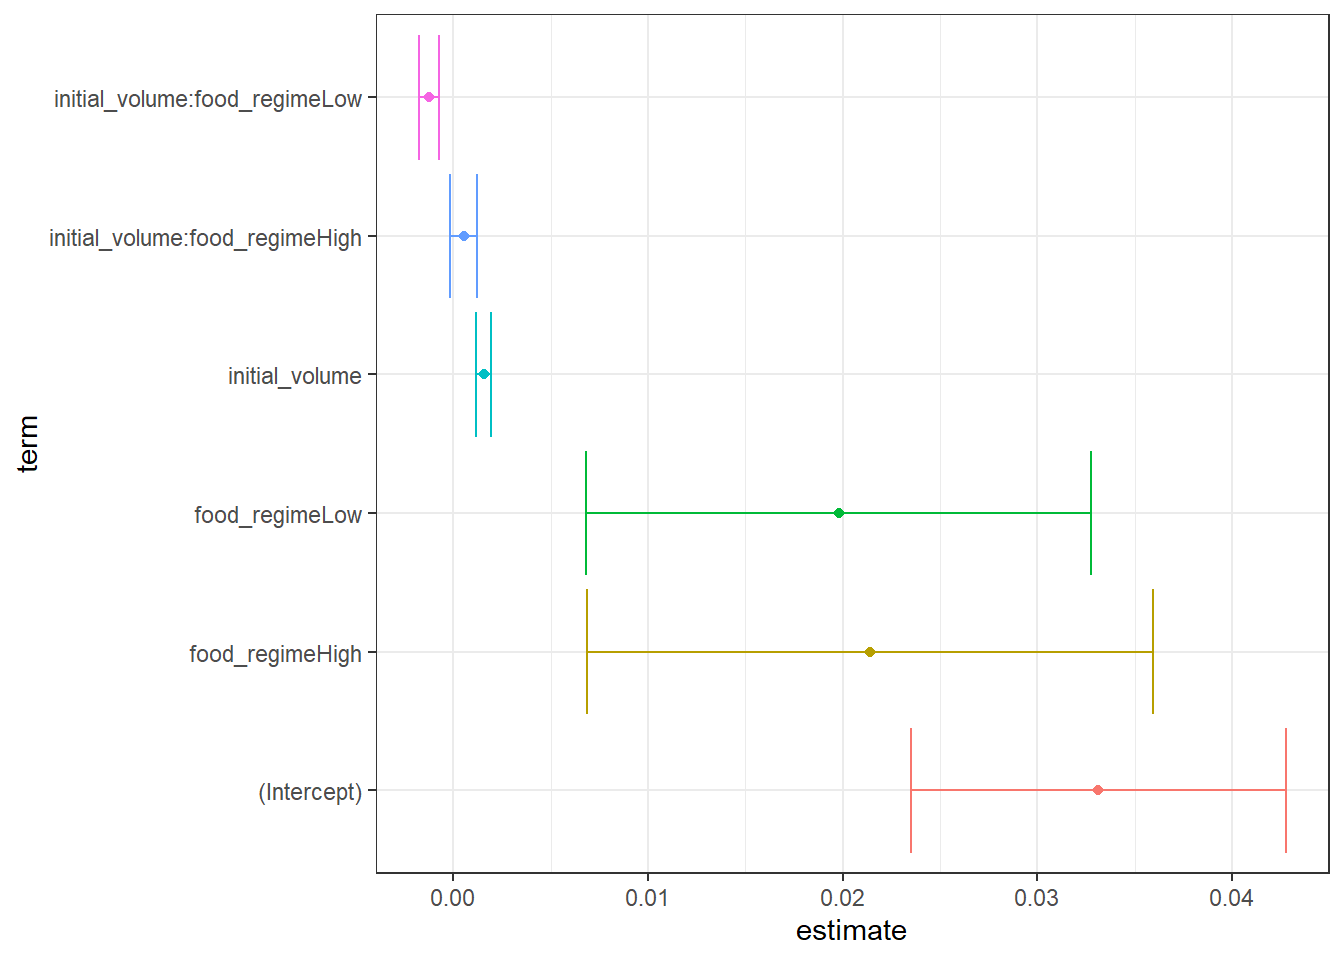 initial_volume:food_regimeLow
initial_volume:food_regimeHigh
initial_volume
term
food_regimeLow
food_regimeHigh
(Intercept)
0.00 0.01 0.02 0.03 0.04
estimate